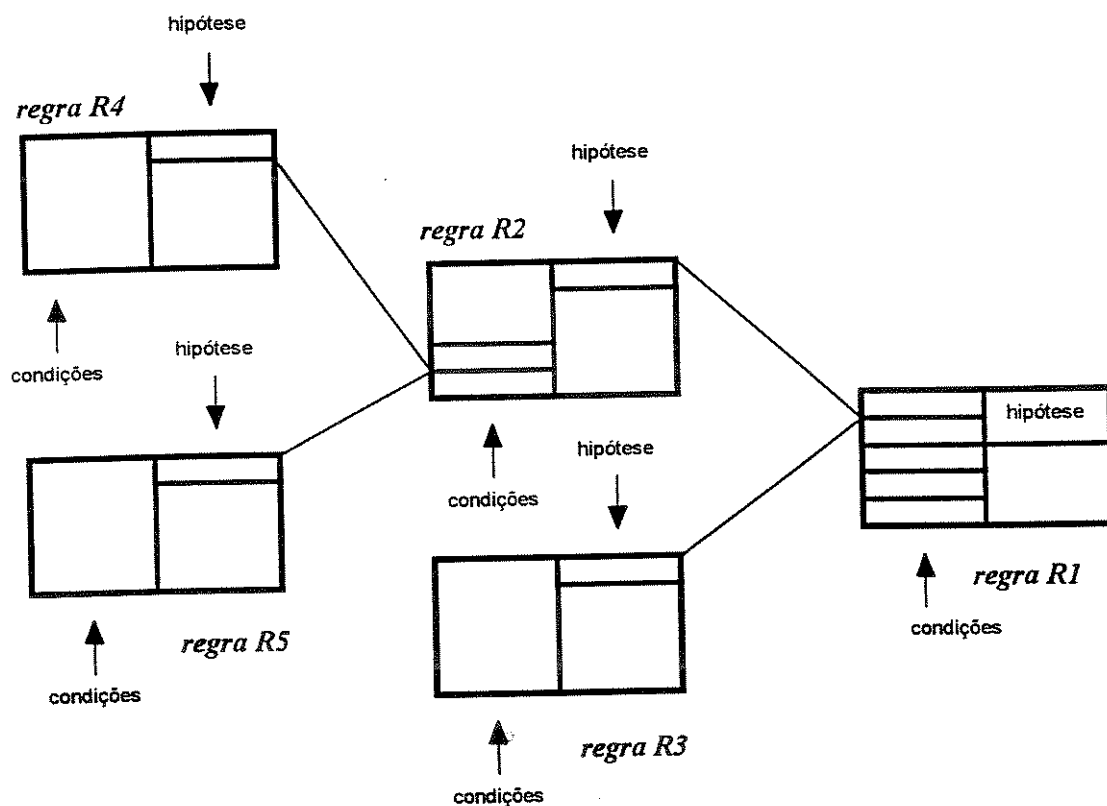 hipótese
regra R4
hipótese
regra R2
condições
hipótese
hipótese
condições
hipótese
regra R5
condições
regra R1
condições
regra R3
condições